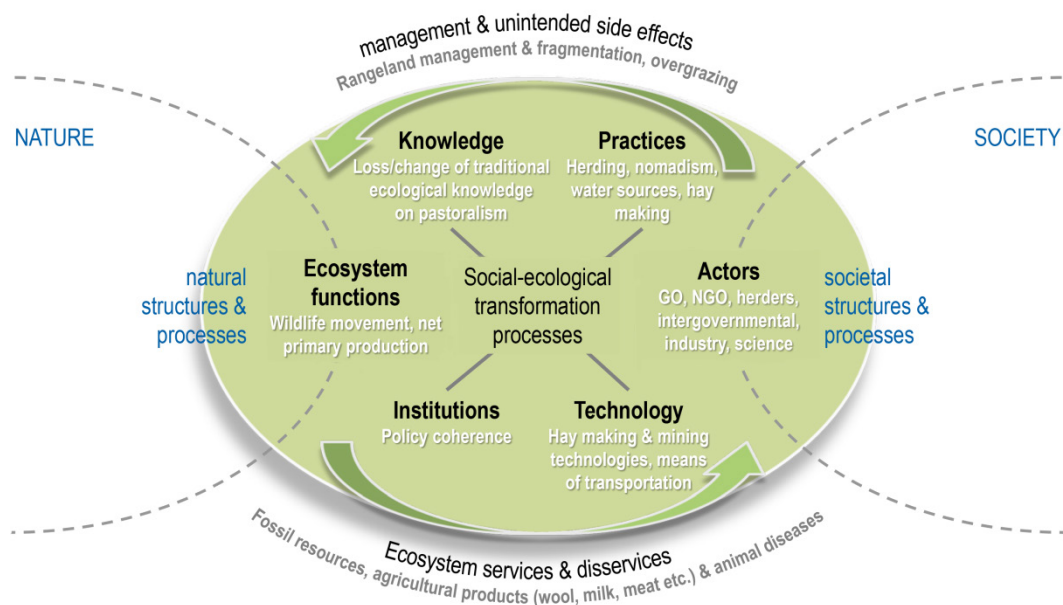 management & unintended side effects
Rangeland management & fragmentation, overgrazing
NATURE
SOCIETY
Knowledge
Loss/change of traditional
ecological knowledge
on pastoralism
Practices
Herding, nomadism,
water sources, hay
making
natural
structures &
processes
Ecosystem
functions
Wildlife movement, net
primary production
Social-ecological
transformation
processes
Actors
GO, NGO, herders,
intergovernmental,
industry, science
societal
structures &
processes
Institutions
Policy coherence
Technology
Hay making & mining
technologies, means
of transportation
Ecosystem services & disservices
Fossil resources, agricultural products (wool, milk, meat etc.) & animal diseases